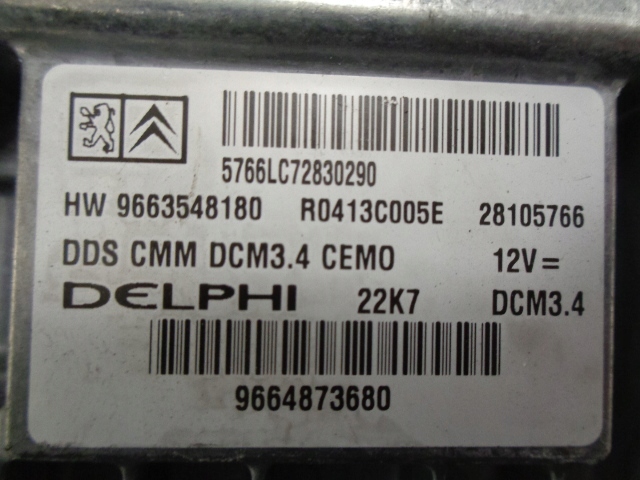 5766LC72830290
HW 9663548180 R0413C005E 28105766
DDS CMM DCM3.4 CEMO 12V=
DELPHI 22K7 DCM3.4
9664873680